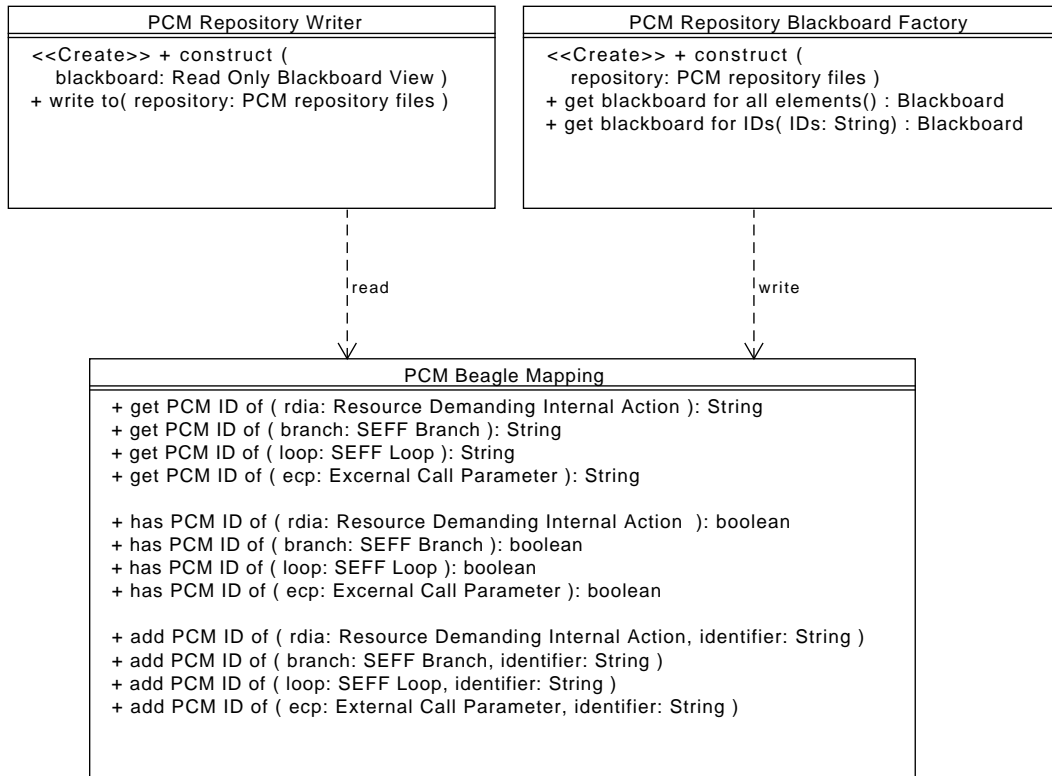 PCM Repository Writer
<<Create>> + construct (
blackboard: Read Only Blackboard View )
+ write to( repository: PCM repository files )
PCM Repository Blackboard Factory
<<Create>> + construct (
repository: PCM repository files )
+ get blackboard for all elements() : Blackboard
+ get blackboard for IDs( IDs: String) : Blackboard
read
write
PCM Beagle Mapping
+ get PCM ID of ( rdia: Resource Demanding Internal Action ): String
+ get PCM ID of ( branch: SEFF Branch ): String
+ get PCM ID of ( loop: SEFF Loop ): String
+ get PCM ID of ( ecp: Excernal Call Parameter ): String
+ has PCM ID of ( rdia: Resource Demanding Internal Action  ): boolean
+ has PCM ID of ( branch: SEFF Branch ): boolean
+ has PCM ID of ( loop: SEFF Loop ): boolean
+ has PCM ID of ( ecp: Excernal Call Parameter ): boolean
+ add PCM ID of ( rdia: Resource Demanding Internal Action, identifier: String )
+ add PCM ID of ( branch: SEFF Branch, identifier: String )
+ add PCM ID of ( loop: SEFF Loop, identifier: String )
+ add PCM ID of ( ecp: External Call Parameter, identifier: String )